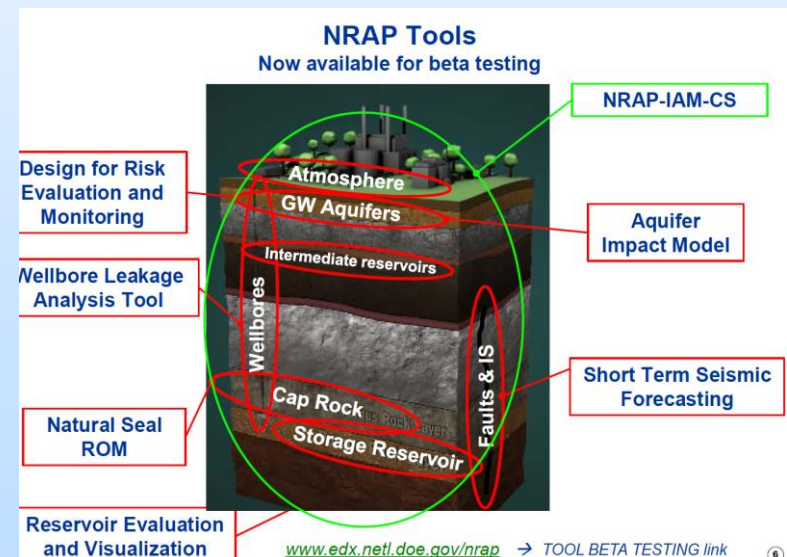 NRAP Tools
Now available for beta testing
NRAP-IAM-CS
Design for Risk
Evaluation and
Monitoring
Atmosphere
GW Aquifers
Aquifer
Impact Model
Intermediate reservoirs
Wellbore Leakage
Analysis Tool
Wellbores
Faults & IS
Short Term Seismic
Forecasting
Cap Rock
Natural Seal
ROM
Storage Reservoir
Reservoir Evaluation
and Visualization
www.edx.netl.doe.gov/nrap → TOOL BETA TESTING link
6